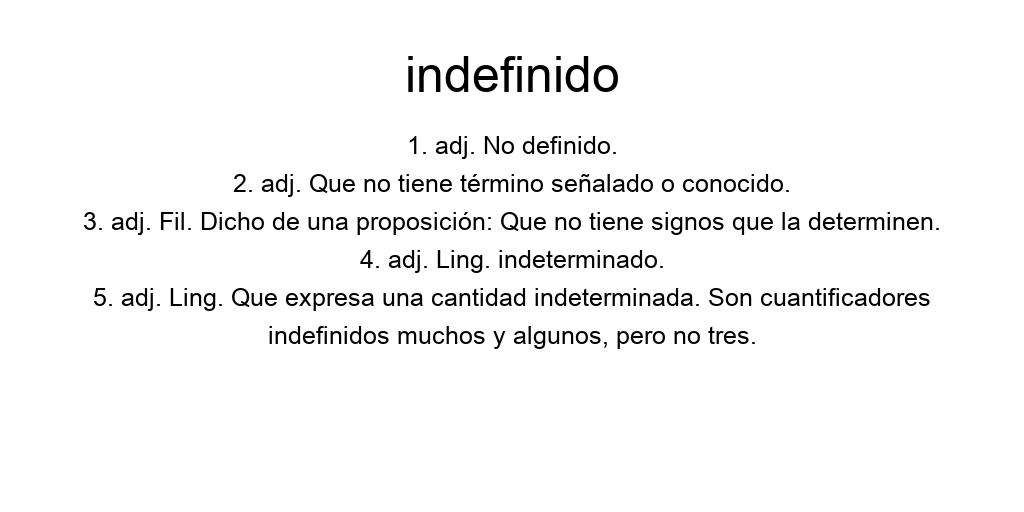 indefinido
1. adj. No definido.
2. adj. Que no tiene término señalado o conocido.
3. adj. Fil. Dicho de una proposición: Que no tiene signos que la determinen.
4. adj. Ling. indeterminado.
5. adj. Ling. Que expresa una cantidad indeterminada. Son cuantificadores
indefinidos muchos y algunos, pero no tres.